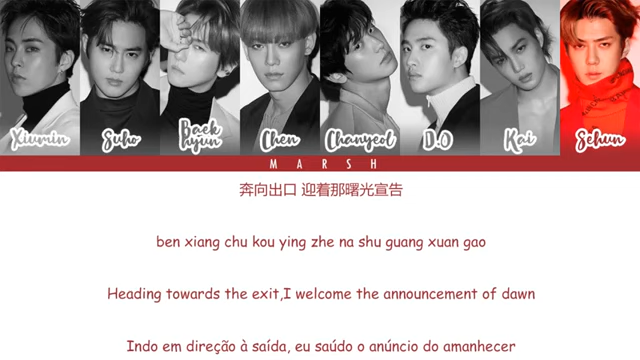 Xiumin Suho Baek hyun Chen Chanyeol D.O Kai Sehun
MARSH
奔向出口 迎着那曙光宣告
ben xiang chu kou ying zhe na shu guang xuan gao
Heading towards the exit,I welcome the announcement of dawn
Indo em direção à saída, eu saúdo o anúncio do amanhecer